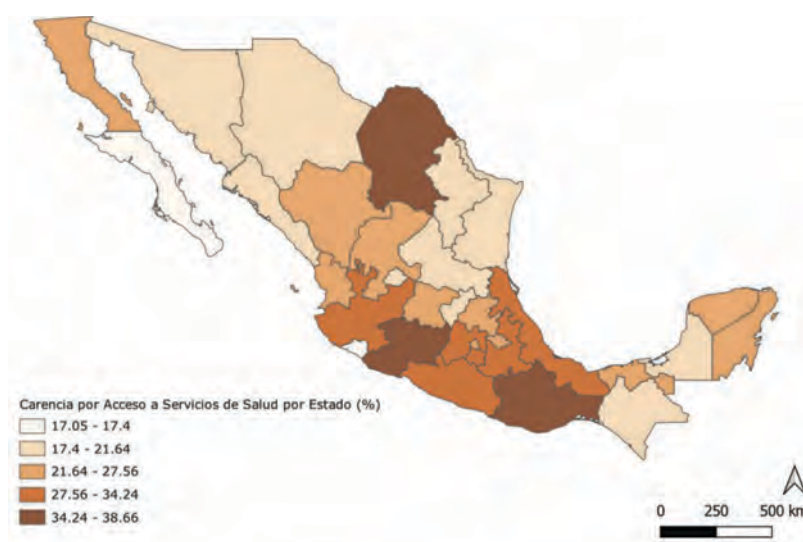 Carencia por Acceso a Servicios de Salud por Estado (%)
17.05 - 17.4
17.4 - 21.64
21.64 - 27.56
27.56 - 34.24
34.24 - 38.66
0 250 500 km